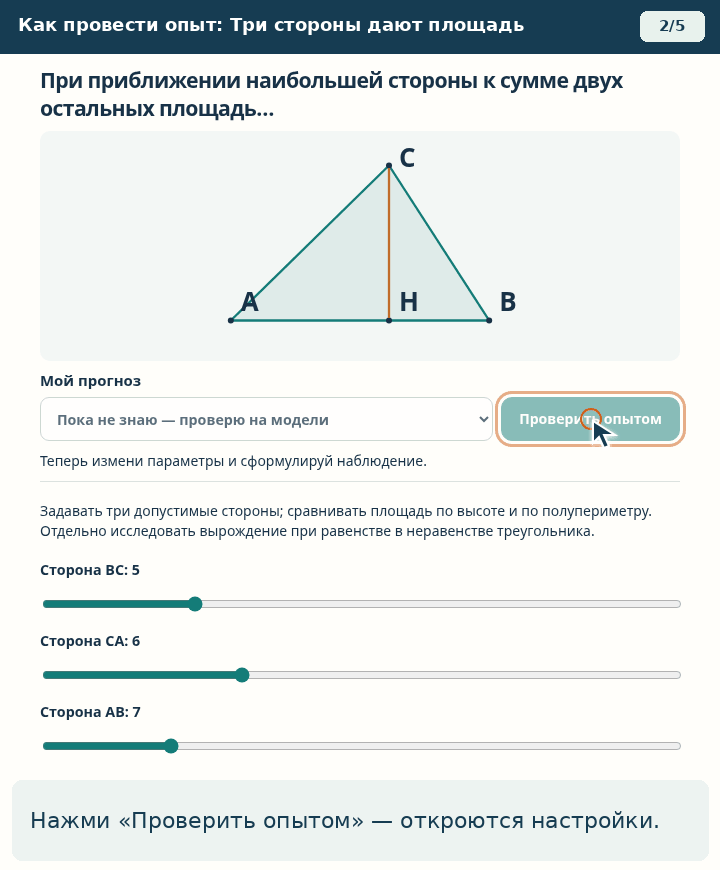 Как провести опыт: Три стороны дают площадь
2/5
При приближении наибольшей стороны к сумме двух
остальных площадь…
C
A
H
B
Мой прогноз
Пока не знаю — проверю на модели
Проверить опытом
Теперь измени параметры и сформулируй наблюдение.
Задавать три допустимые стороны; сравнивать площадь по высоте и по полупериметру.
Отдельно исследовать вырождение при равенстве в неравенстве треугольника.
Сторона BC: 5
Сторона CA: 6
Сторона AB: 7
Нажми «Проверить опытом» — откроются настройки.